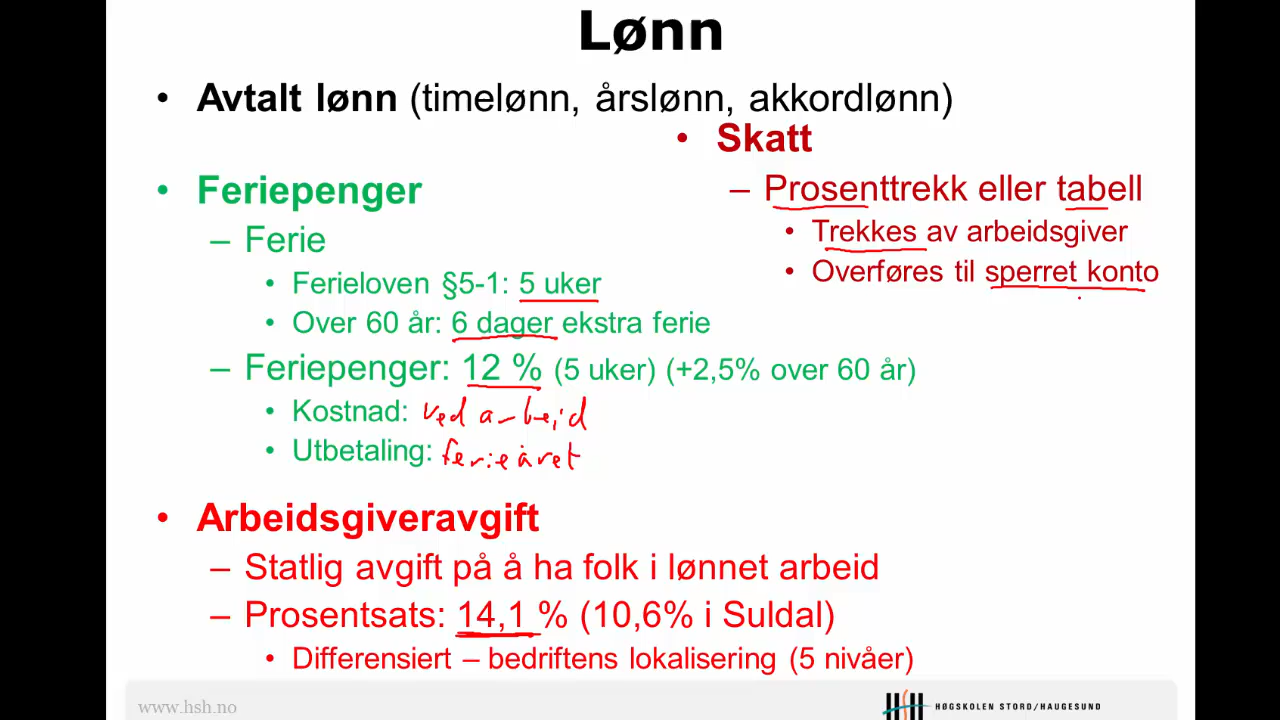 Lønn
• Avtalt lønn (timelønn, årslønn, akkordlønn)
• Skatt
– Prosenttrekk eller tabell
• Trekkes av arbeidsgiver
• Overføres til sperret konto
• Feriepenger
– Ferie
• Ferieloven §5-1: 5 uker
• Over 60 år: 6 dager ekstra ferie
– Feriepenger: 12 % (5 uker) (+2,5% over 60 år)
• Kostnad: ved arbeid
• Utbetaling: ferieåret
• Arbeidsgiveravgift
– Statlig avgift på å ha folk i lønnet arbeid
– Prosentsats: 14,1 % (10,6% i Suldal)
• Differensiert – bedriftens lokalisering (5 nivåer)
www.hsh.no
HØGSKOLEN STORD/HAUGESUND